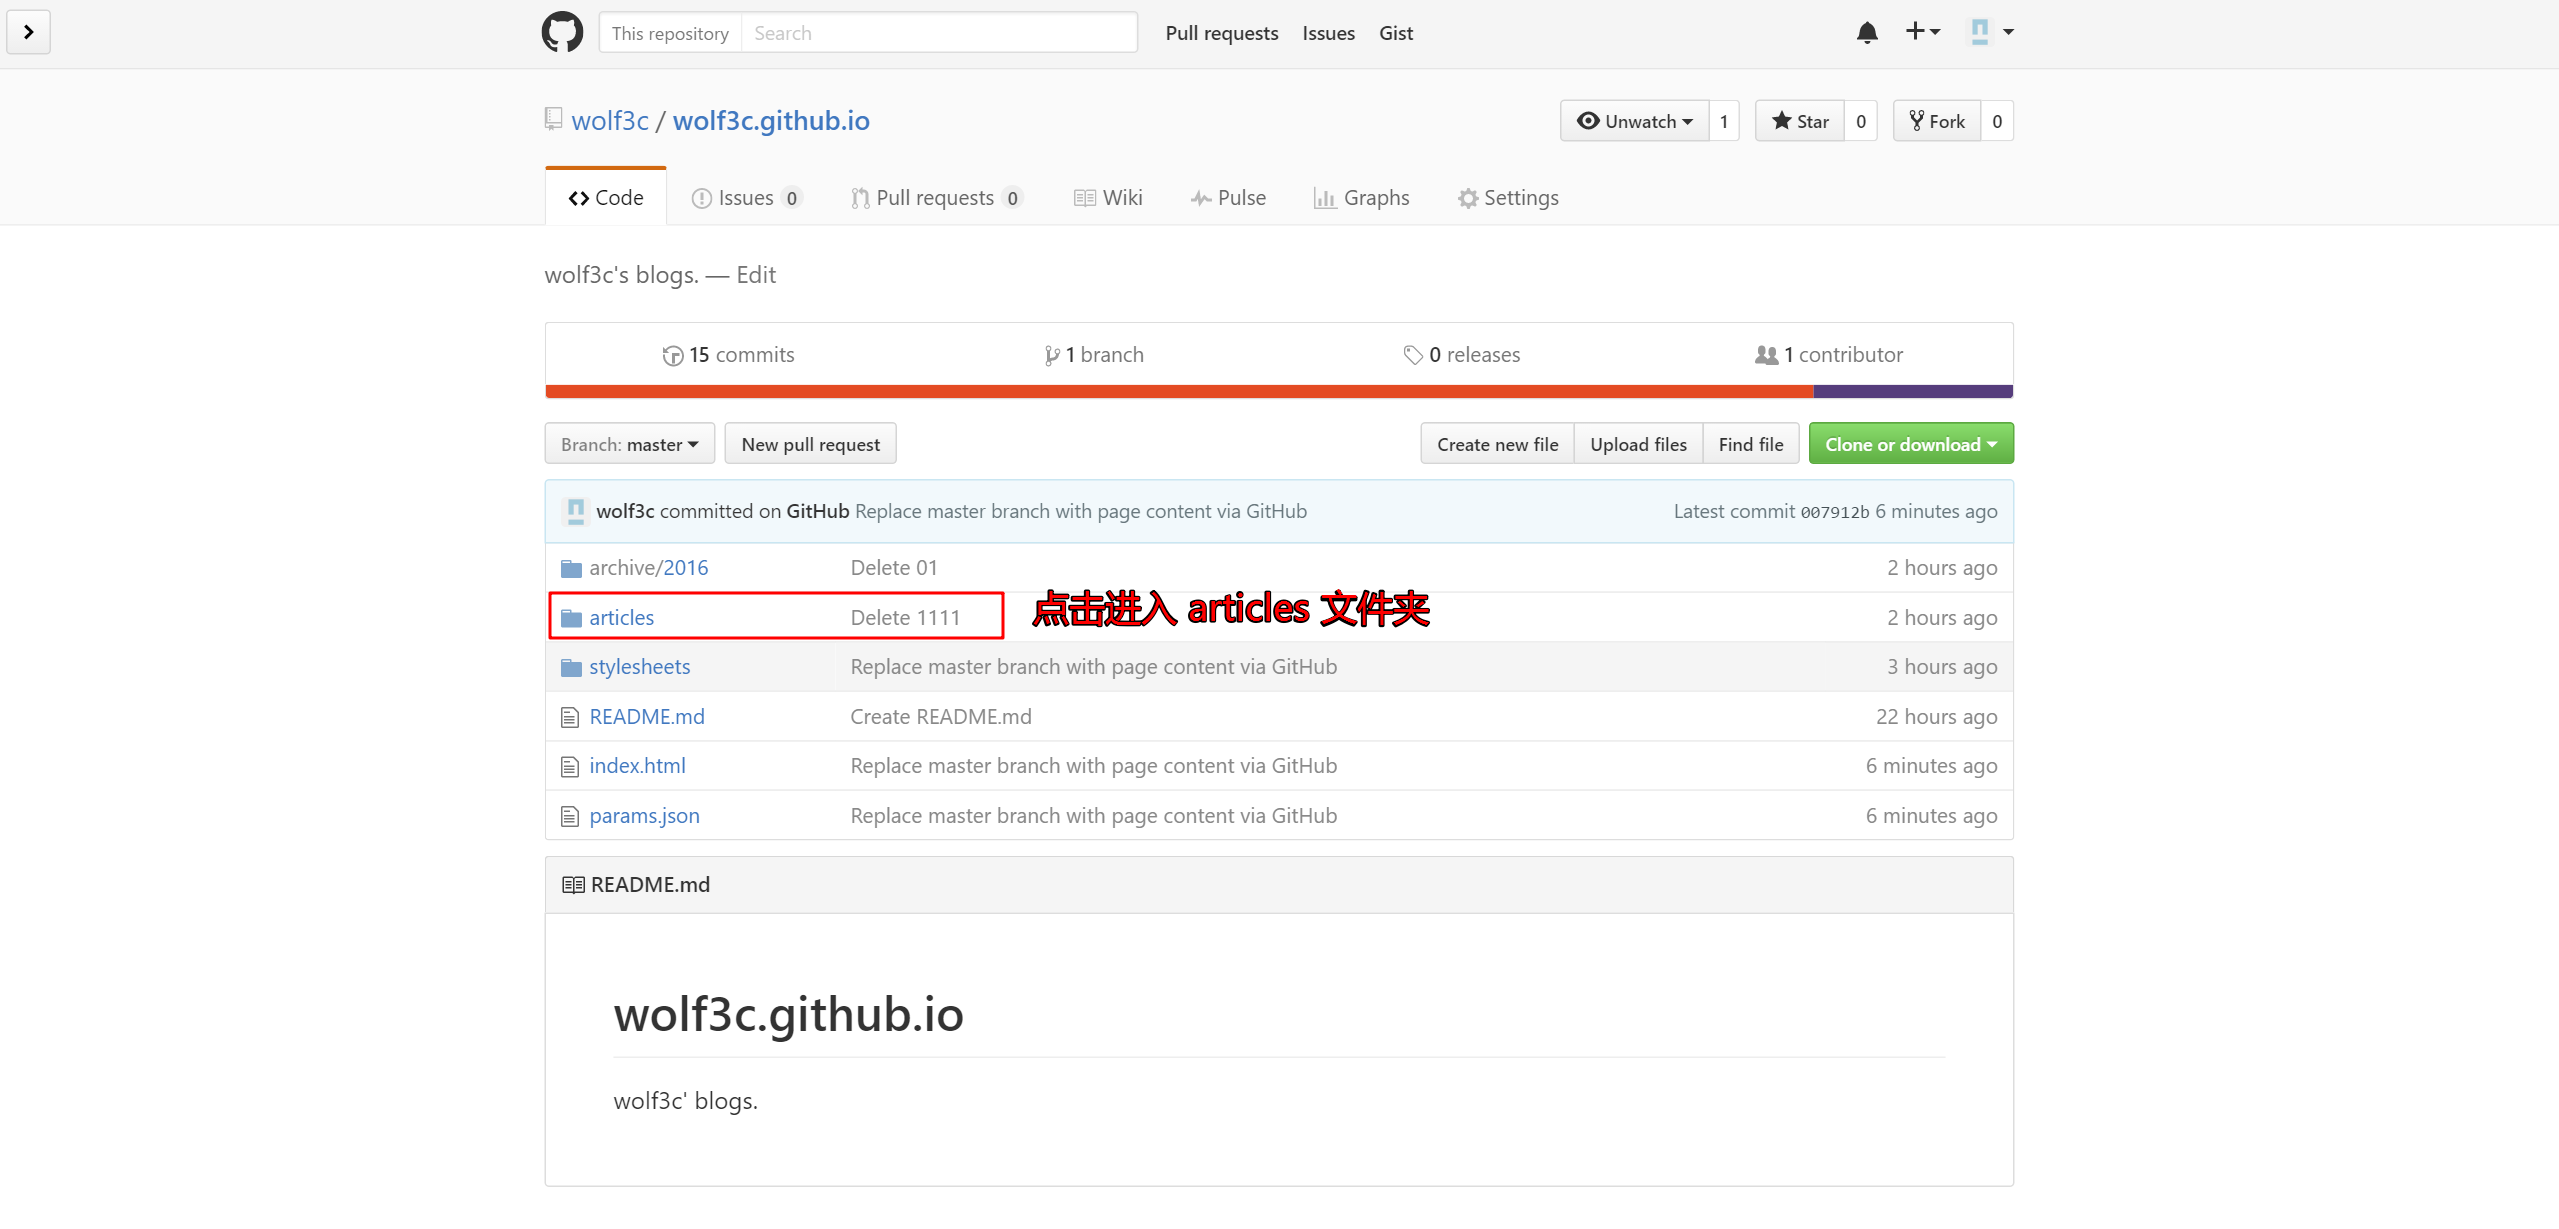 This repository Search Pull requests Issues Gist
wolf3c / wolf3c.github.io Unwatch 1 Star 0 Fork 0
Code Issues 0 Pull requests 0 Wiki Pulse Graphs Settings
wolf3c's blogs. — Edit
15 commits 1 branch 0 releases 1 contributor
Branch: master New pull request Create new file Upload files Find file Clone or download
wolf3c committed on GitHub Replace master branch with page content via GitHub Latest commit 007912b 6 minutes ago
archive/2016 Delete 01 2 hours ago
articles Delete 1111 点击进入 articles 文件夹 2 hours ago
stylesheets Replace master branch with page content via GitHub 3 hours ago
README.md Create README.md 22 hours ago
index.html Replace master branch with page content via GitHub 6 minutes ago
params.json Replace master branch with page content via GitHub 6 minutes ago
README.md
wolf3c.github.io
wolf3c' blogs.